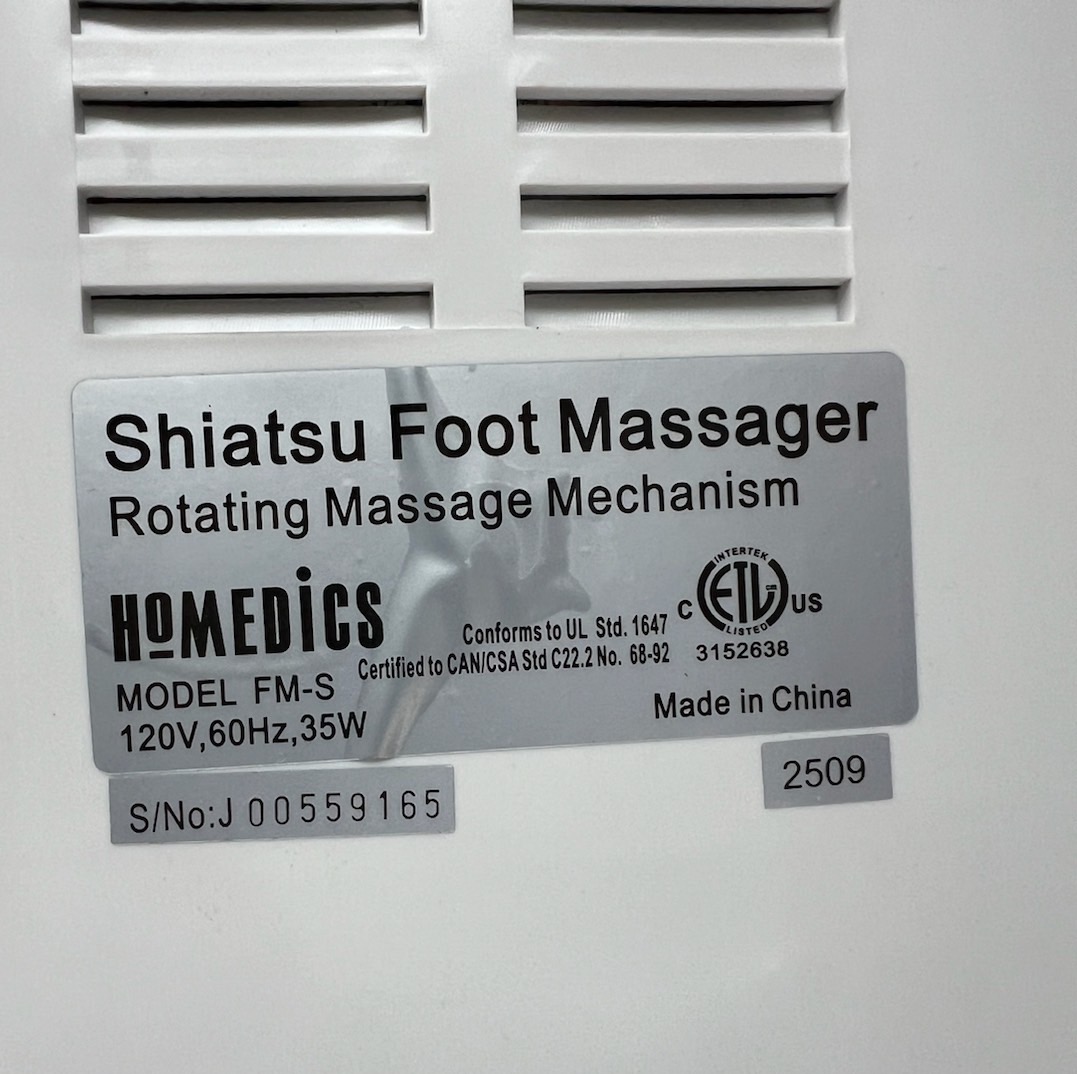 Shiatsu Foot Massager
Rotating Massage Mechanism
HoMEDiCS
Conforms to UL Std. 1647
Certified to CAN/CSA Std C22.2 No. 68-92
INTERTEK
C ETL CM US
LISTED
3152638
MODEL FM-S
120V,60Hz,35W
Made in China
S/No:J 00559165
2509